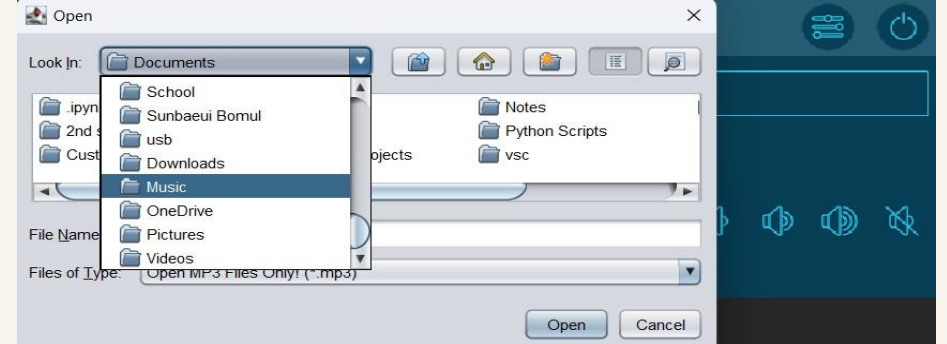 Open
Look In: Documents
School
Sunbaeui Bomul
usb
Downloads
Music
OneDrive
Pictures
Videos
.ipyn
2nd s
Cust
ojects
Notes
Python Scripts
vsc
File Name
Files of Type: Open MP3 Files Only! (*.mp3)
Open Cancel